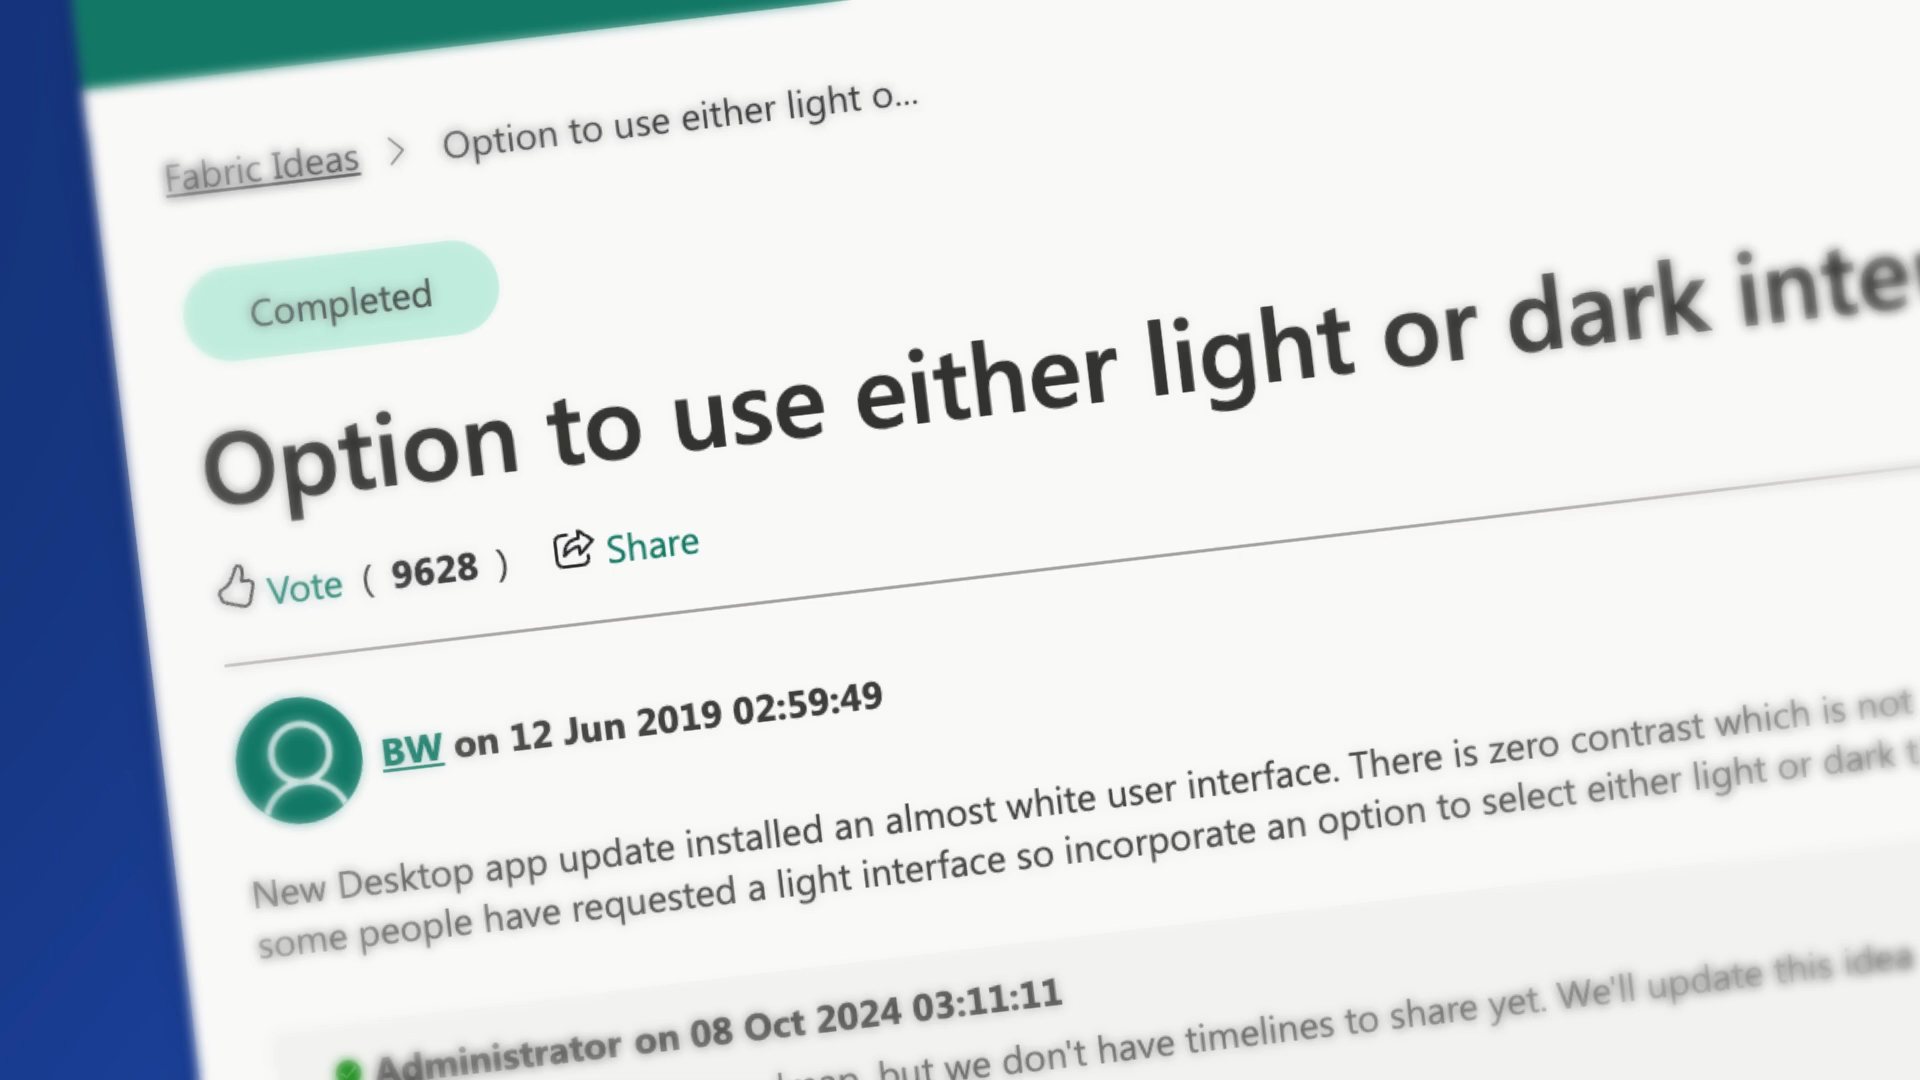 Fabric Ideas > Option to use either light o...
Completed
Option to use either light or dark
Vote ( 9628 ) Share
BW on 12 Jun 2019 02:59:49
New Desktop app update installed an almost white user interface. There is zero contrast which is not
some people have requested a light interface so incorporate an option to select either light or dark
Administrator on 08 Oct 2024 03:11:11
but we don't have timelines to share yet. We'll update this idea